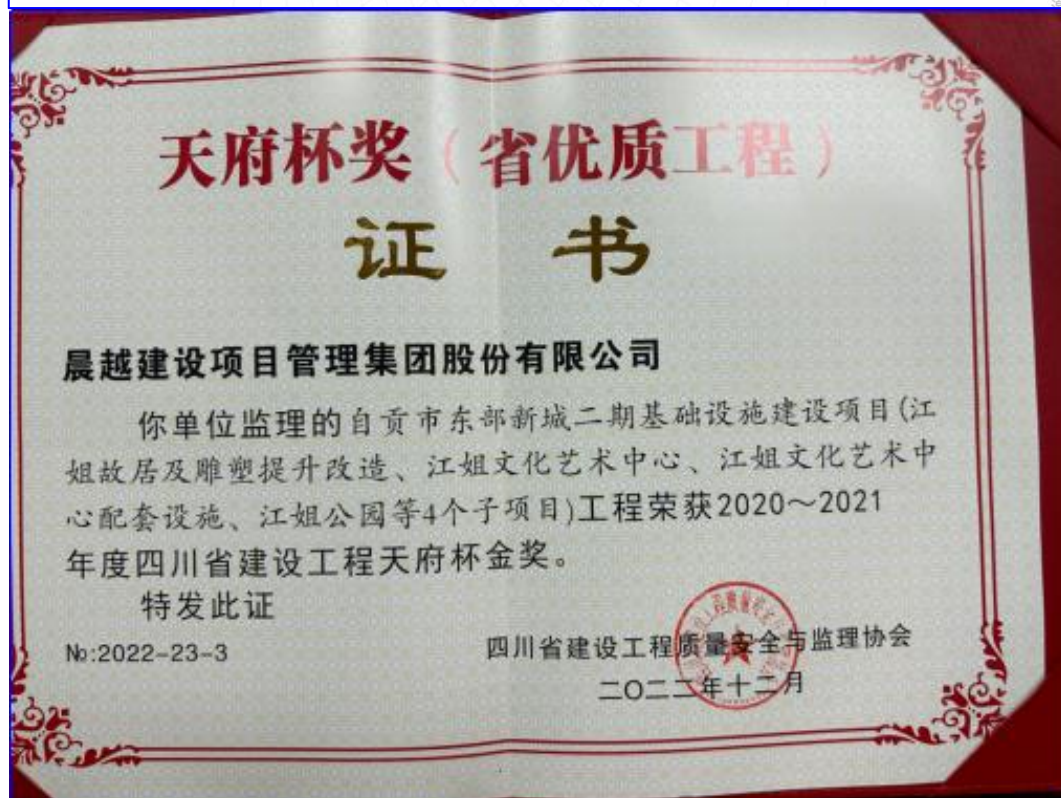 天府杯奖（省优质工程）
证 书
晨越建设项目管理集团股份有限公司
你单位监理的自贡市东部新城二期基础设施建设项目(江
姐故居及雕塑提升改造、江姐文化艺术中心、江姐文化艺术中
心配套设施、江姐公园等4个子项目)工程荣获2020～2021
年度四川省建设工程天府杯金奖。
特发此证
№:2022-23-3
四川省建设工程质量安全与监理协会
二〇二二年十二月